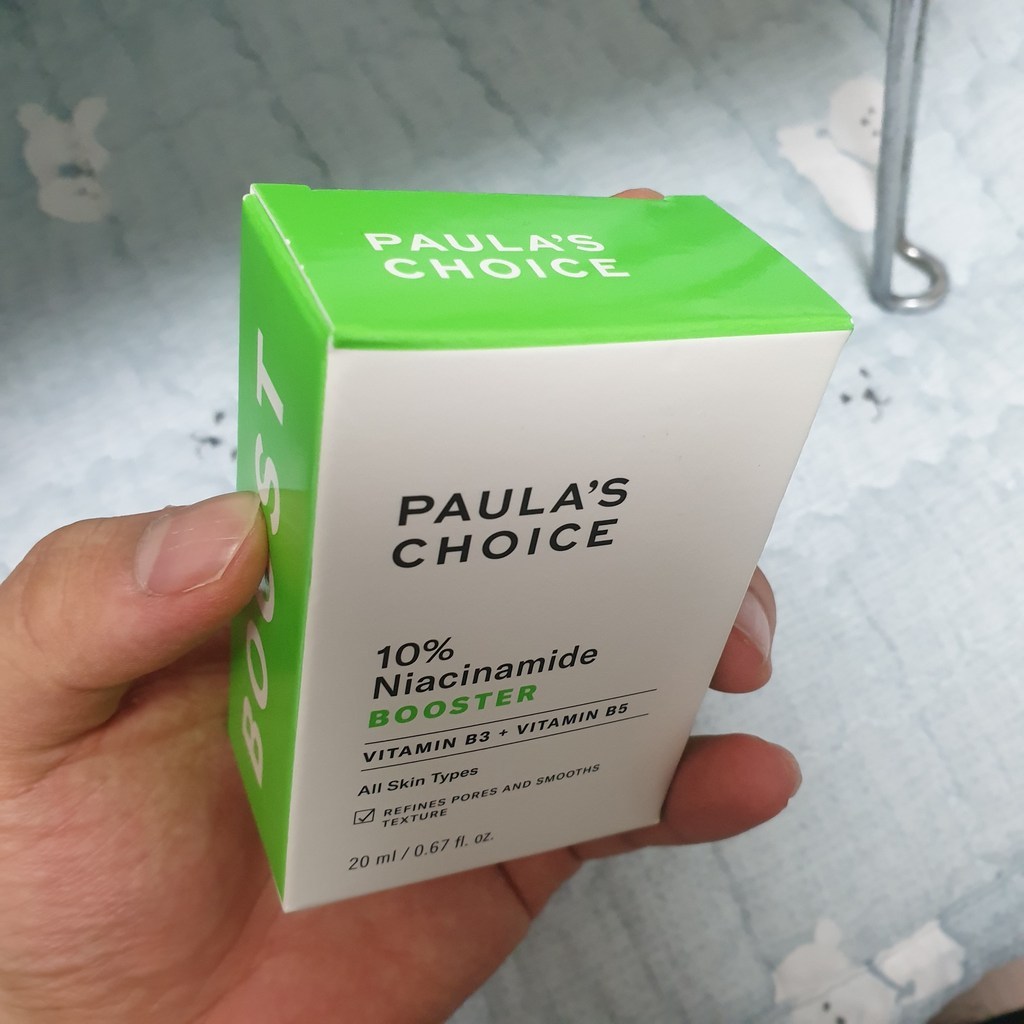 PAULA'S
CHOICE
BOOST
PAULA'S
CHOICE
10%
Niacinamide
BOOSTER
VITAMIN B3 + VITAMIN B5
All Skin Types
REFINES PORES AND SMOOTHS
TEXTURE
20 ml / 0.67 fl. oz.